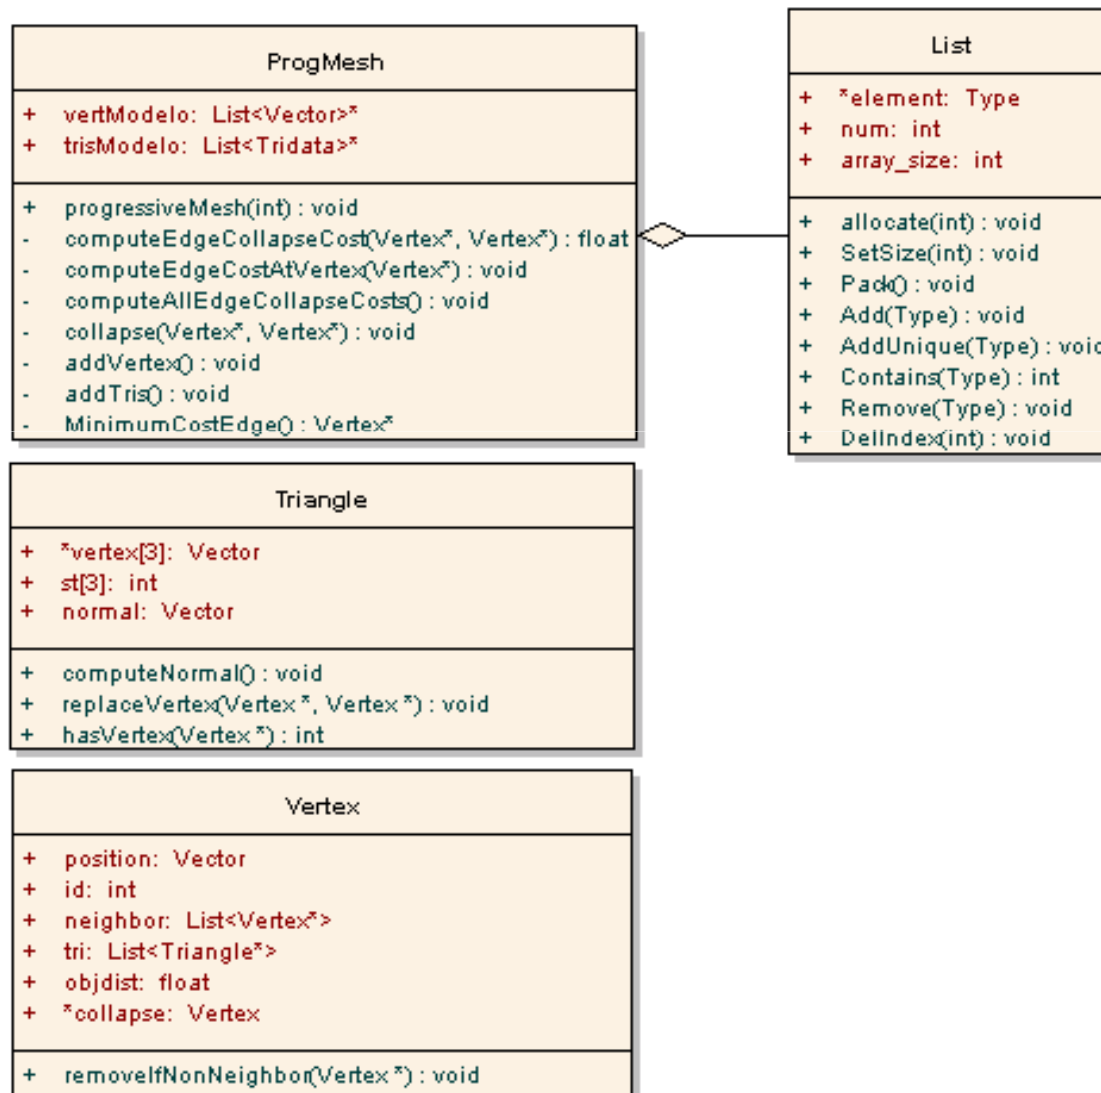 ProgMesh
+ vertModelo: List<Vector>*
+ trisModelo: List<Tridata>*
+ progressiveMesh(int) : void
- computeEdgeCollapseCost(Vertex*, Vertex*) : float
- computeEdgeCostAtVertex(Vertex*) : void
- computeAllEdgeCollapseCosts() : void
- collapse(Vertex*, Vertex*) : void
- addVertex() : void
- addTris() : void
- MinimumCostEdge() : Vertex*
List
+ *element: Type
+ num: int
+ array_size: int
+ allocate(int) : void
+ SetSize(int) : void
+ Pack() : void
+ Add(Type) : void
+ AddUnique(Type) : void
+ Contains(Type) : int
+ Remove(Type) : void
+ DelIndex(int) : void
Triangle
+ *vertex[3]: Vector
+ st[3]: int
+ normal: Vector
+ computeNormal() : void
+ replaceVertex(Vertex *, Vertex *) : void
+ hasVertex(Vertex *) : int
Vertex
+ position: Vector
+ id: int
+ neighbor: List<Vertex*>
+ tri: List<Triangle*>
+ objdist: float
+ *collapse: Vertex
+ removeIfNonNeighbor(Vertex *) : void